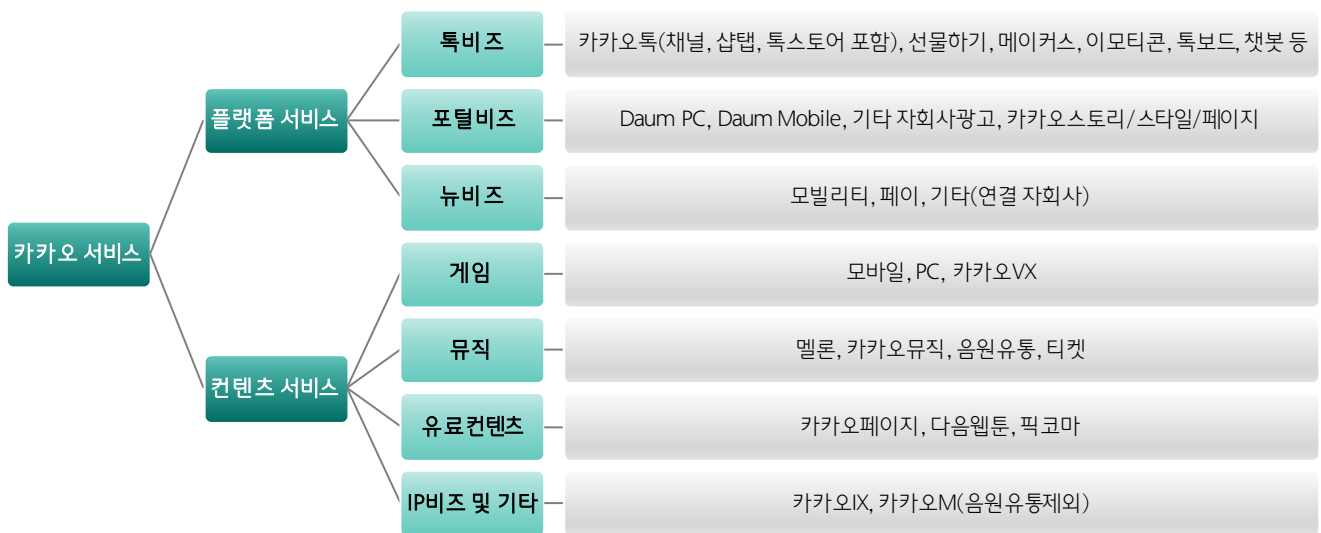 카카오 서비스
플랫폼 서비스
톡비즈
카카오톡(채널, 샵탭, 톡스토어 포함), 선물하기, 메이커스, 이모티콘, 톡보드, 챗봇 등
포털비즈
Daum PC, Daum Mobile, 기타 자회사광고, 카카오스토리/스타일/페이지
뉴비즈
모빌리티, 페이, 기타(연결 자회사)
컨텐츠 서비스
게임
모바일, PC, 카카오VX
뮤직
멜론, 카카오뮤직, 음원유통, 티켓
유료컨텐츠
카카오페이지, 다음웹툰, 픽코마
IP비즈 및 기타
카카오IX, 카카오M(음원유통제외)